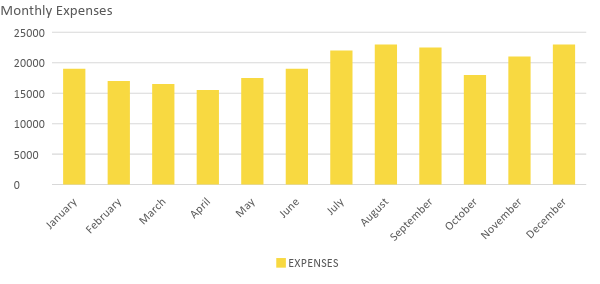 Monthly Expenses
25000
20000
15000
10000
5000
0
January
February
March
April
May
June
July
August
September
October
November
December
EXPENSES